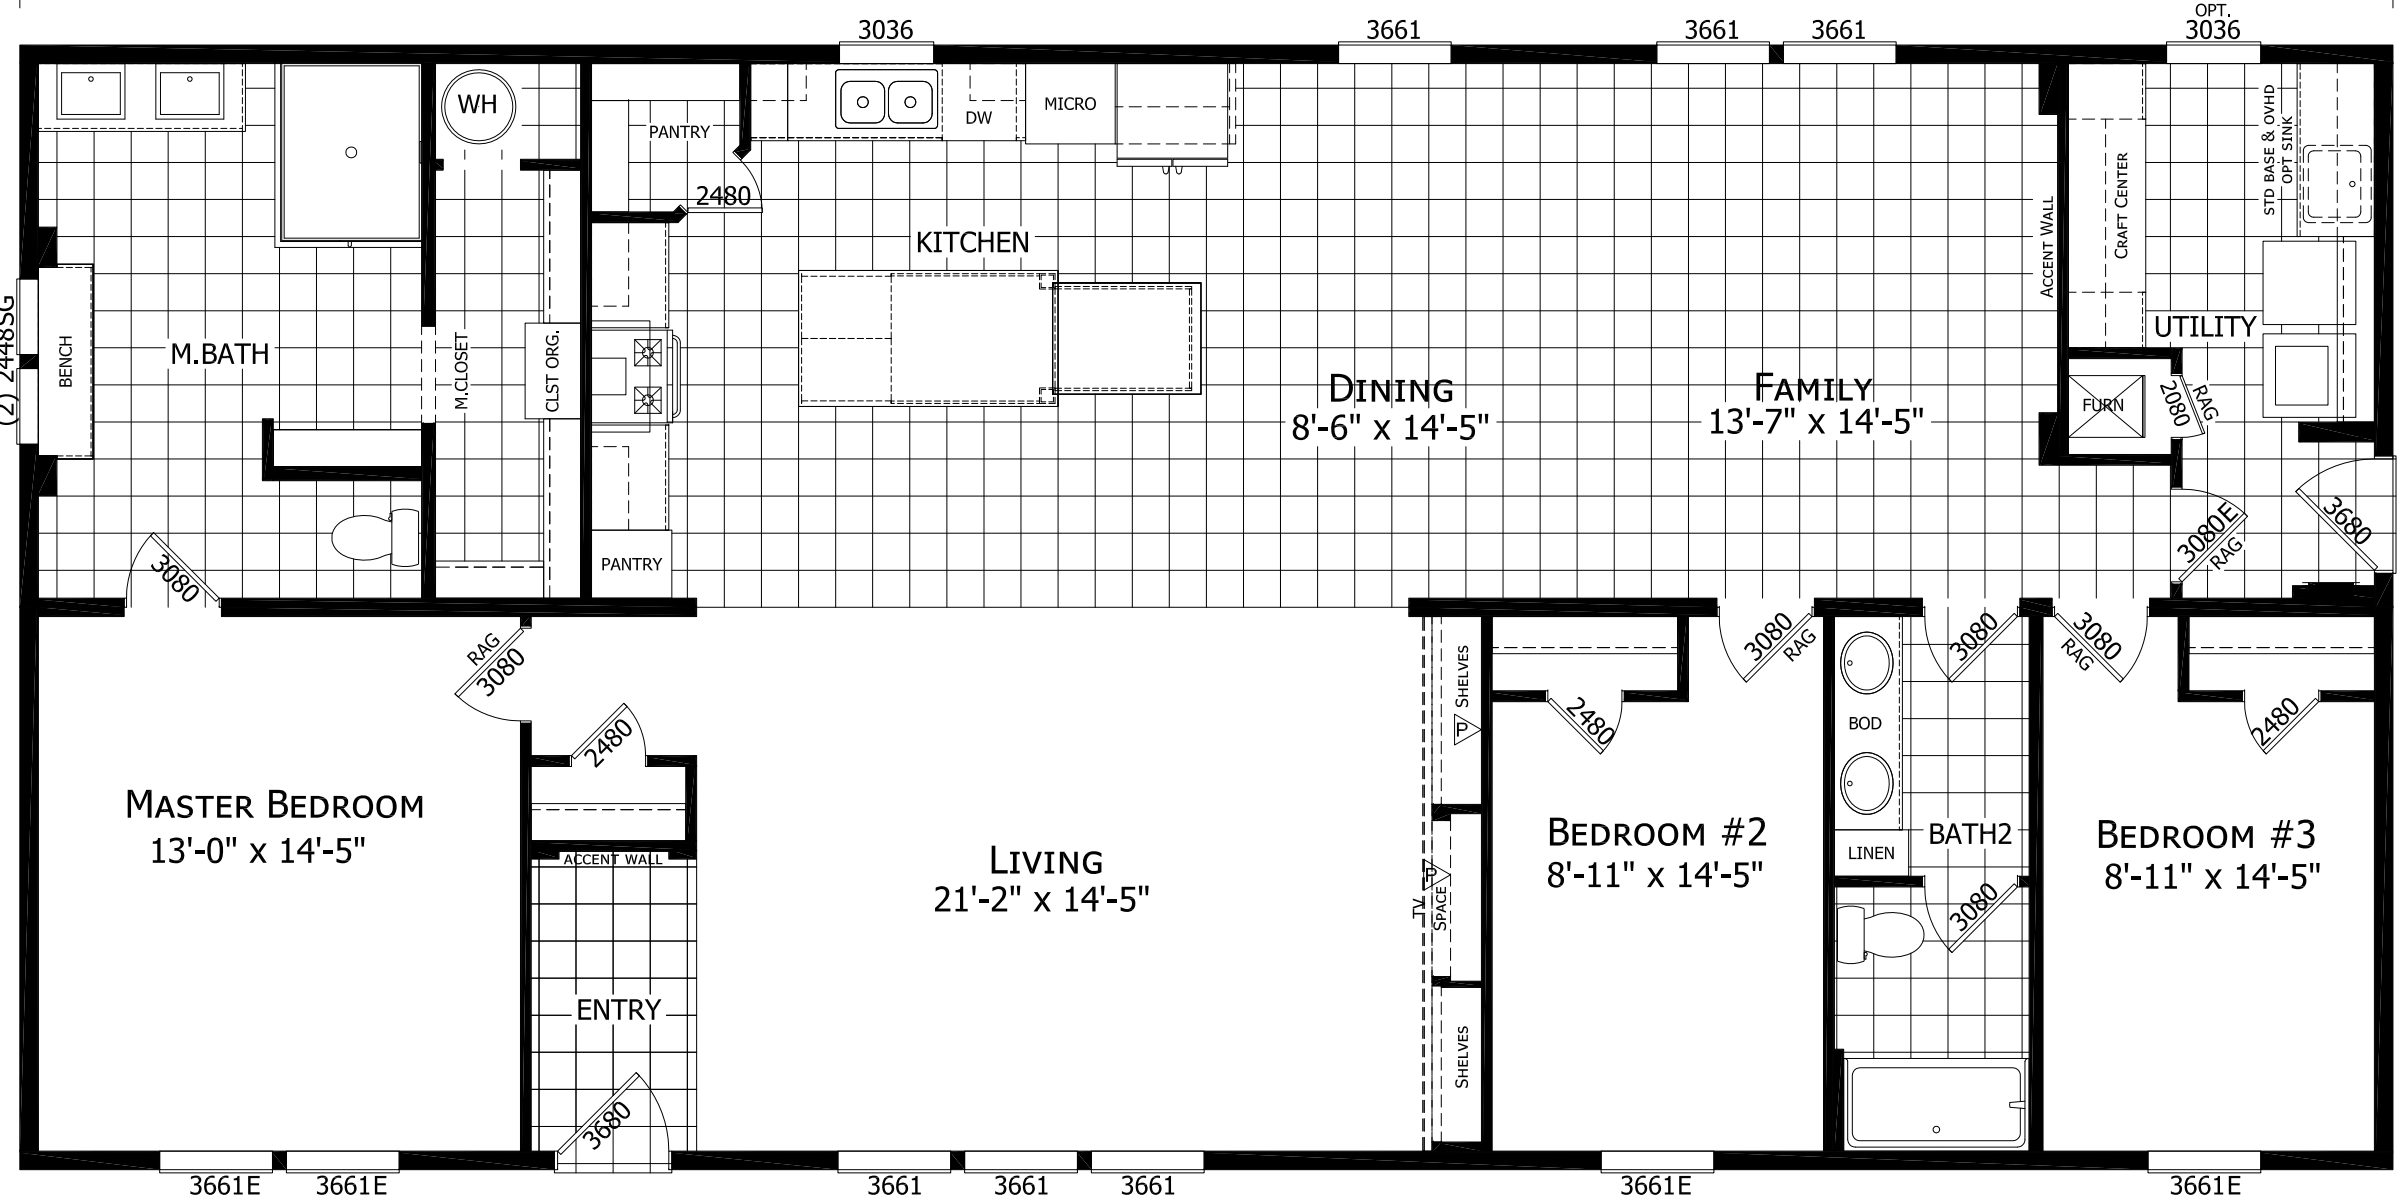 3036
3661
3661
3661
OPT.
3036
WH
PANTRY
DW
MICRO
2480
KITCHEN
ACCENT WALL
CRAFT CENTER
STD BASE & OVHD
OPT SINK
UTILITY
(2) 2448SG
BENCH
M.BATH
M.CLOSET
CLST ORG.
DINING
8'-6" x 14'-5"
FAMILY
13'-7" x 14'-5"
FURN
2080
RAG
3080
PANTRY
3080E
RAG
3680
RAG
3080
2480
SHELVES
P
2480
3080
RAG
3080
3080
RAG
2480
BOD
MASTER BEDROOM
13'-0" x 14'-5"
ACCENT WALL
LIVING
21'-2" x 14'-5"
P
TV
SPACE
BEDROOM #2
8'-11" x 14'-5"
LINEN
BATH2
BEDROOM #3
8'-11" x 14'-5"
3080
ENTRY
SHELVES
3680
3661E
3661E
3661
3661
3661
3661E
3661E